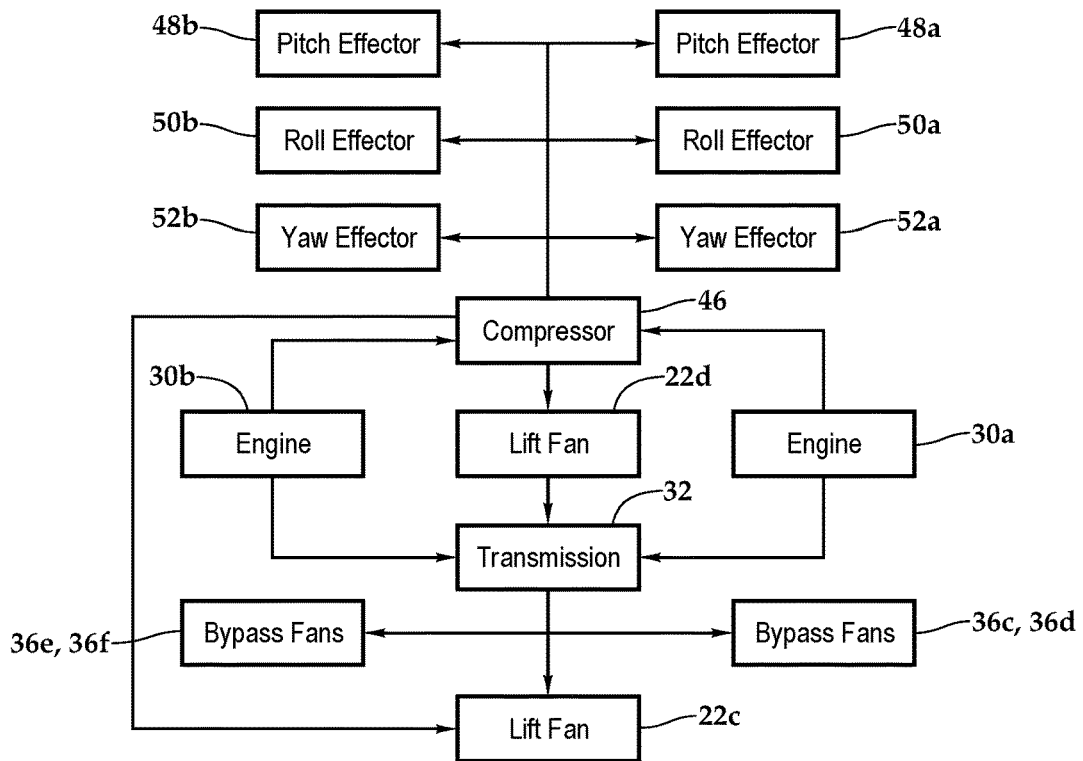 48b Pitch Effector Pitch Effector 48a
50b Roll Effector Roll Effector 50a
52b Yaw Effector Yaw Effector 52a
46
Compressor
30b 22d
Engine Lift Fan Engine 30a
32
Transmission
36e, 36f Bypass Fans Bypass Fans 36c, 36d
Lift Fan 22c